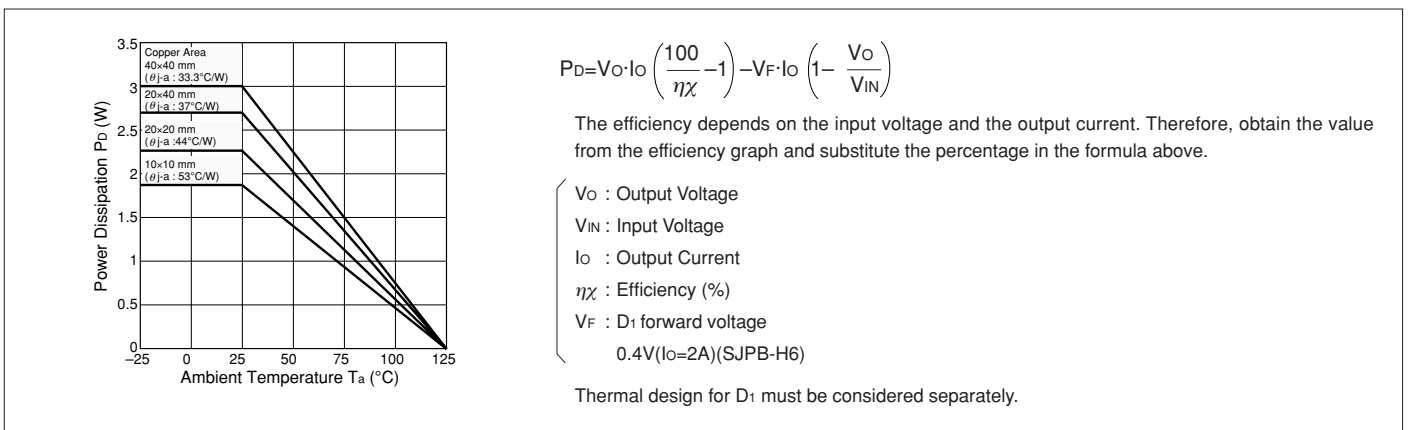 3.5
3
2.5
2
1.5
1
0.5
0
Power Dissipation PD (W)
Copper Area
40×40 mm
(θj-a : 33.3°C/W)
20×40 mm
(θj-a : 37°C/W)
20×20 mm
(θj-a :44°C/W)
10×10 mm
(θj-a : 53°C/W)
–25 0 25 50 75 100 125
Ambient Temperature Ta (°C)
PD=VO·IO (100/ηχ –1) –VF·IO (1– VO/VIN)
The efficiency depends on the input voltage and the output current. Therefore, obtain the value
from the efficiency graph and substitute the percentage in the formula above.
VO : Output Voltage
VIN : Input Voltage
IO : Output Current
ηχ : Efficiency (%)
VF : D1 forward voltage
0.4V(IO=2A)(SJPB-H6)
Thermal design for D1 must be considered separately.